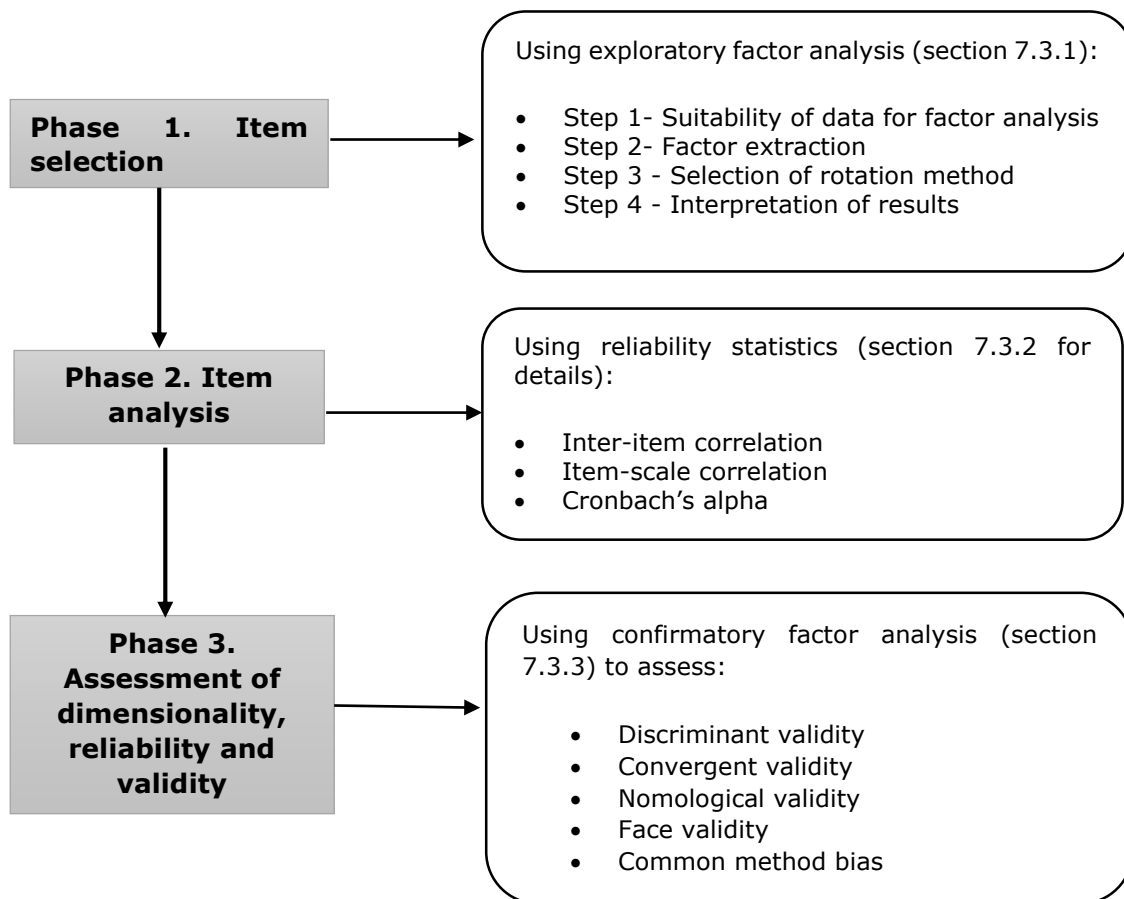 Phase 1. Item
selection
Using exploratory factor analysis (section 7.3.1):
• Step 1- Suitability of data for factor analysis
• Step 2- Factor extraction
• Step 3 - Selection of rotation method
• Step 4 - Interpretation of results
Phase 2. Item
analysis
Using reliability statistics (section 7.3.2 for
details):
• Inter-item correlation
• Item-scale correlation
• Cronbach’s alpha
Phase 3.
Assessment of
dimensionality,
reliability and
validity
Using confirmatory factor analysis (section
7.3.3) to assess:
• Discriminant validity
• Convergent validity
• Nomological validity
• Face validity
• Common method bias